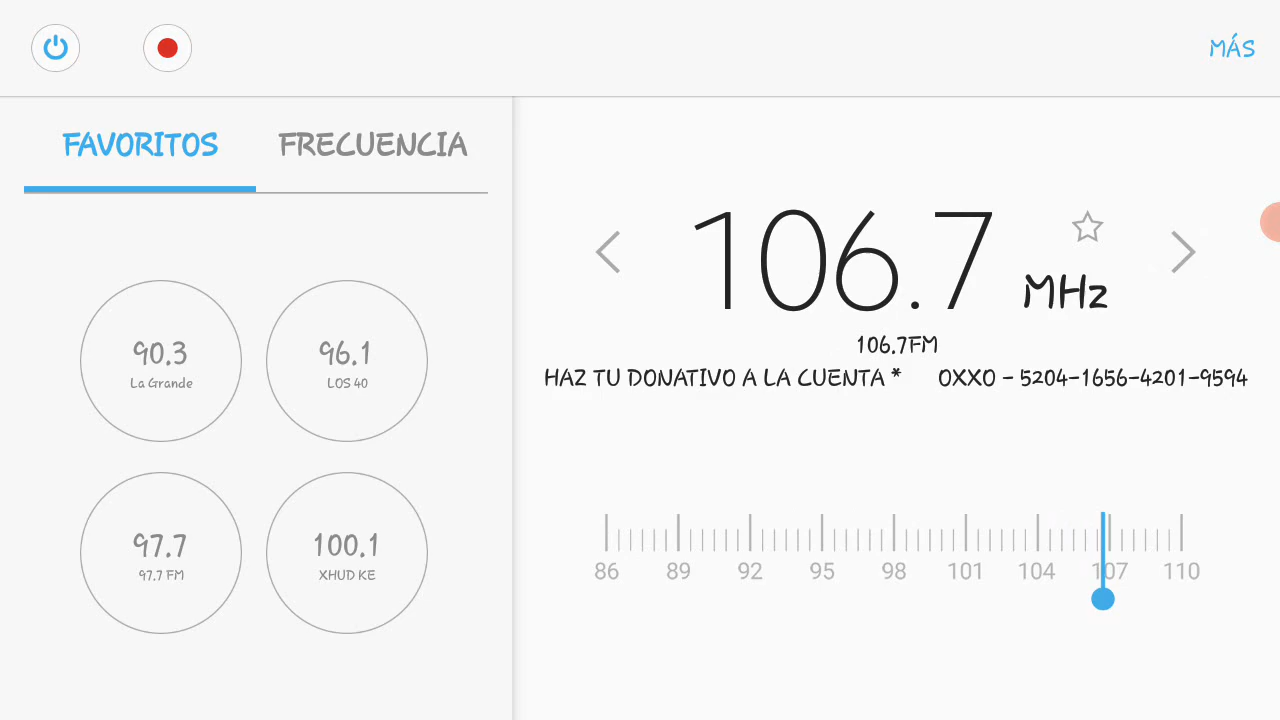 MÁS
FAVORITOS FRECUENCIA
90.3
La Grande
96.1
LOS 40
97.7
97.7 FM
100.1
XHUD KE
106.7 MHz
106.7FM
HAZ TU DONATIVO A LA CUENTA * OXXO - 5204-1656-4201-9594
86 89 92 95 98 101 104 107 110